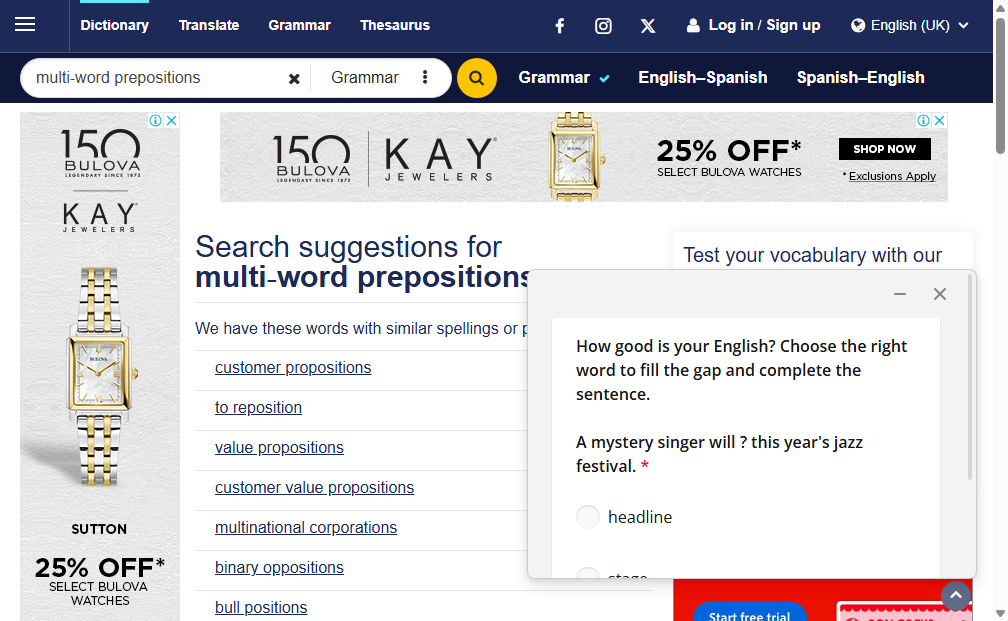 Dictionary Translate Grammar Thesaurus Log in / Sign up English (UK)
multi-word prepositions Grammar Grammar English–Spanish Spanish–English
150
BULOVA
LEGENDARY SINCE 1875
KAY
JEWELERS
SUTTON
25% OFF*
SELECT BULOVA
WATCHES
150
BULOVA
LEGENDARY SINCE 1875
KAY
JEWELERS
25% OFF*
SELECT BULOVA WATCHES
SHOP NOW
*Exclusions Apply
Search suggestions for
multi-word prepositions
We have these words with similar spellings or p
customer propositions
to reposition
value propositions
customer value propositions
multinational corporations
binary oppositions
bull positions
Test your vocabulary with our
How good is your English? Choose the right
word to fill the gap and complete the
sentence.
A mystery singer will ? this year's jazz
festival. *
headline
stage
Start free trial